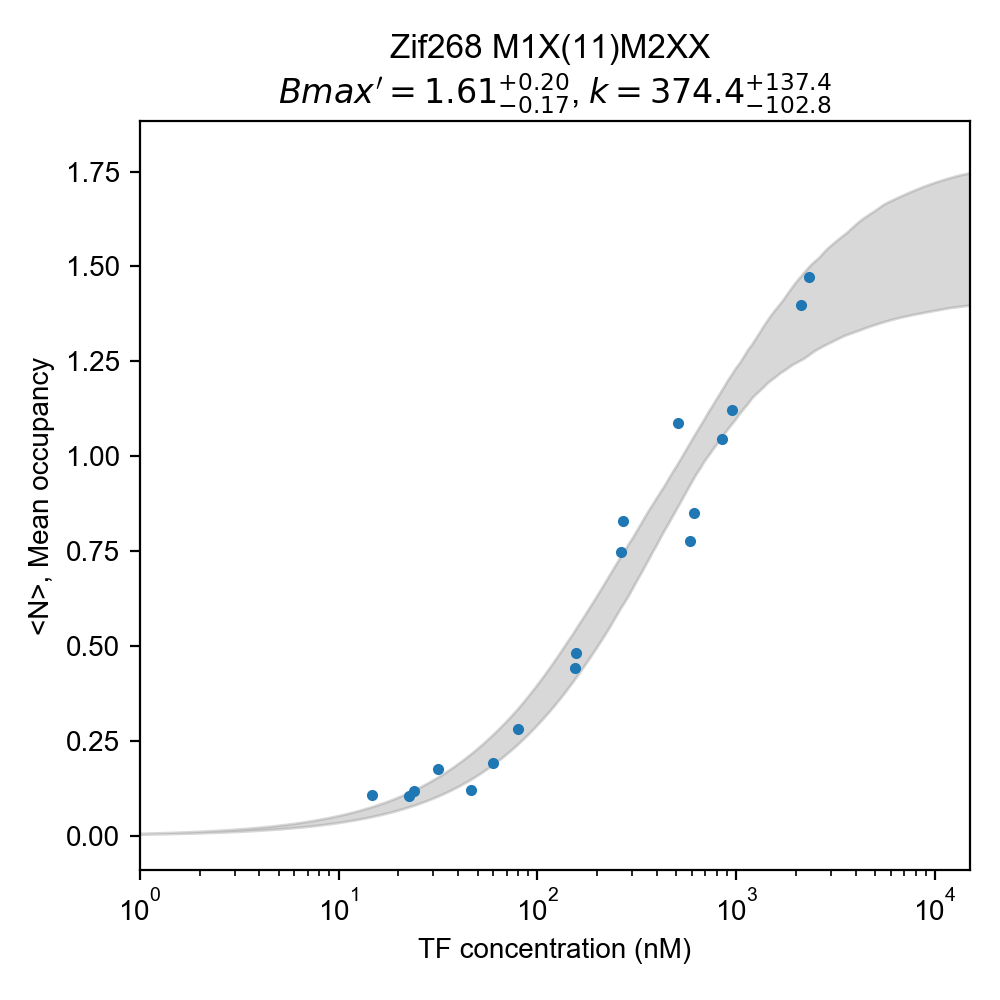 Zif268 M1X(11)M2XX
Bmax′ = 1.61 +0.20 −0.17, k = 374.4 +137.4 −102.8
<N>, Mean occupancy
1.75
1.50
1.25
1.00
0.75
0.50
0.25
0.00
10^0 10^1 10^2 10^3 10^4
TF concentration (nM)